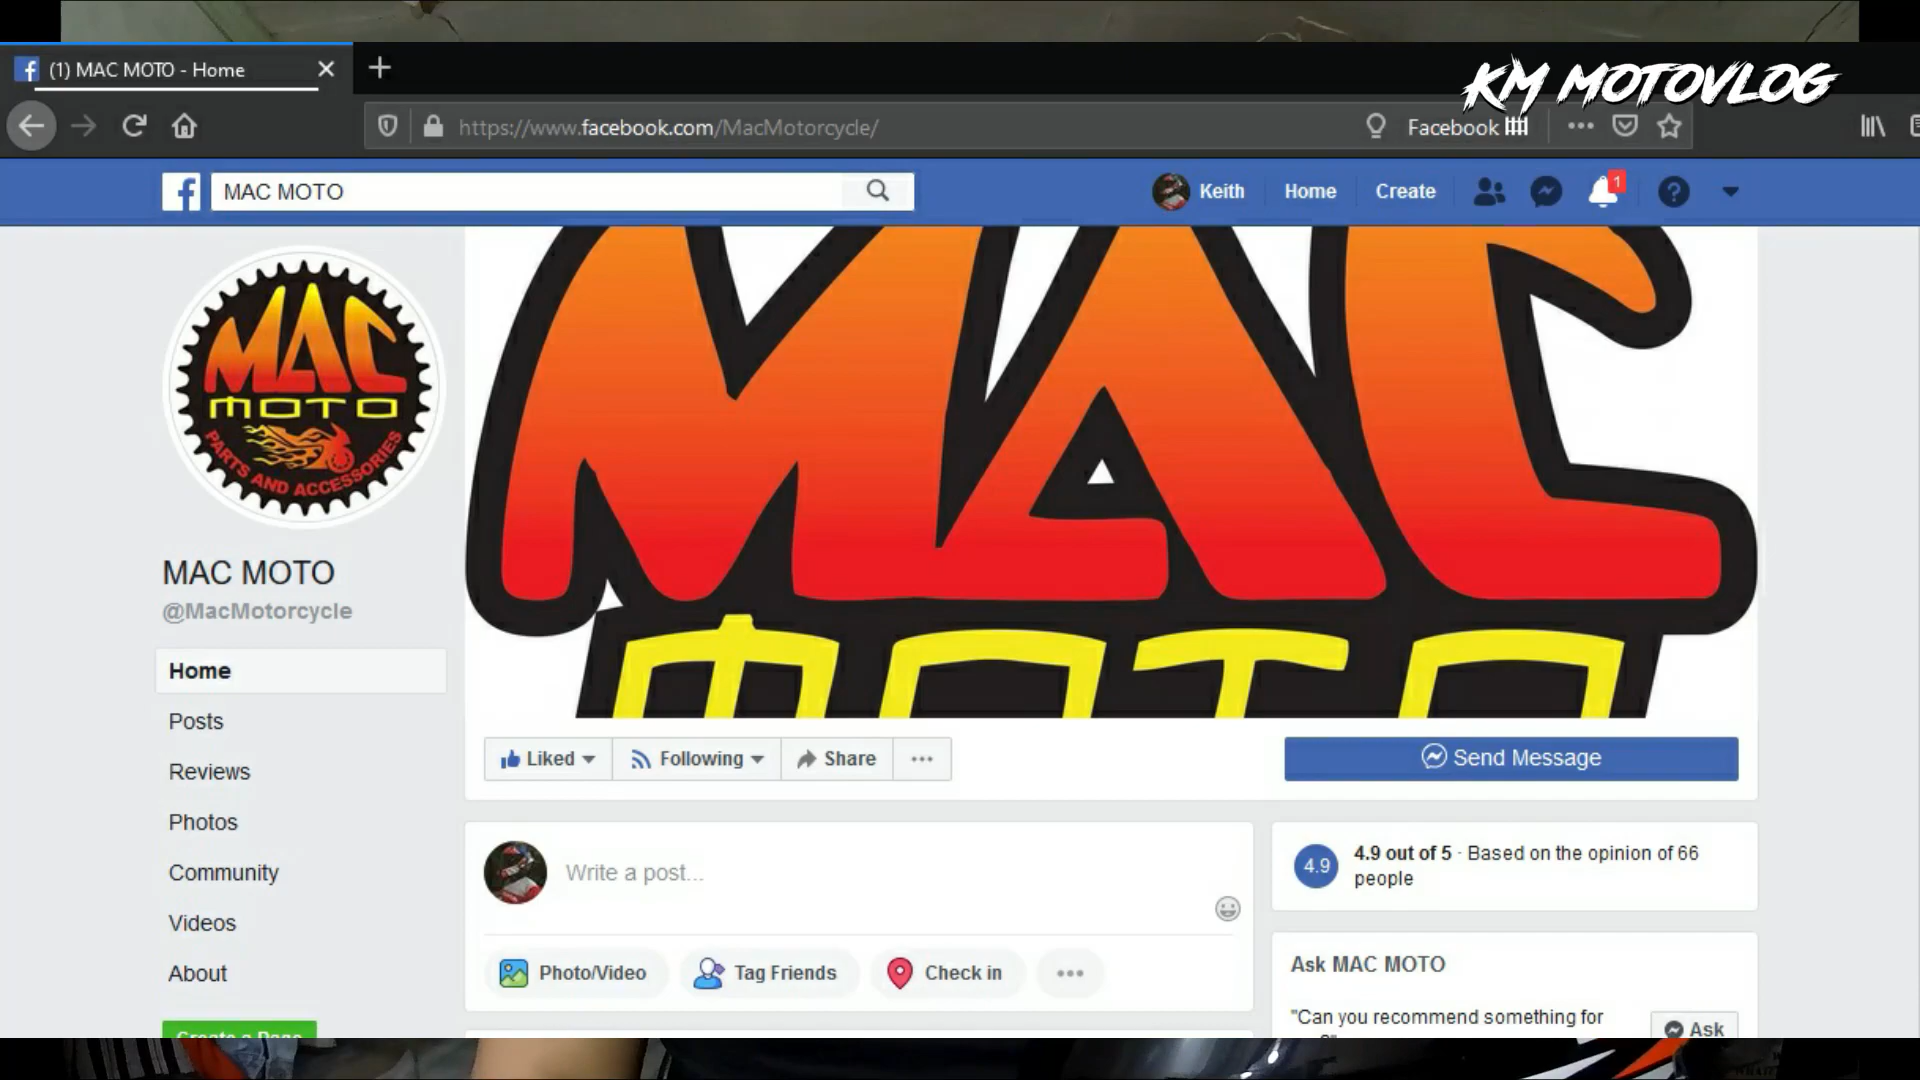 (1) MAC MOTO - Home
KM MOTOVLOG
https://www.facebook.com/MacMotorcycle/
Facebook
MAC MOTO
Keith
Home
Create
1
MAC
MOTO
PARTS AND ACCESSORIES
MAC
MOTO
MAC MOTO
@MacMotorcycle
Home
Posts
Reviews
Photos
Community
Videos
About
Create a Page
Liked
Following
Share
Send Message
Write a post...
Photo/Video
Tag Friends
Check in
4.9
4.9 out of 5 · Based on the opinion of 66
people
Ask MAC MOTO
"Can you recommend something for
Ask